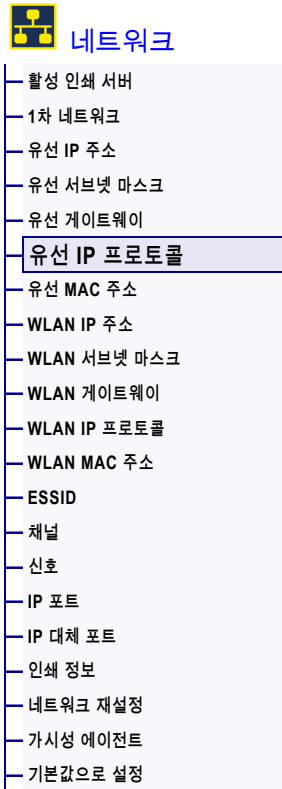 네트워크
활성 인쇄 서버
1차 네트워크
유선 IP 주소
유선 서브넷 마스크
유선 게이트웨이
유선 IP 프로토콜
유선 MAC 주소
WLAN IP 주소
WLAN 서브넷 마스크
WLAN 게이트웨이
WLAN IP 프로토콜
WLAN MAC 주소
ESSID
채널
신호
IP 포트
IP 대체 포트
인쇄 정보
네트워크 재설정
가시성 에이전트
기본값으로 설정